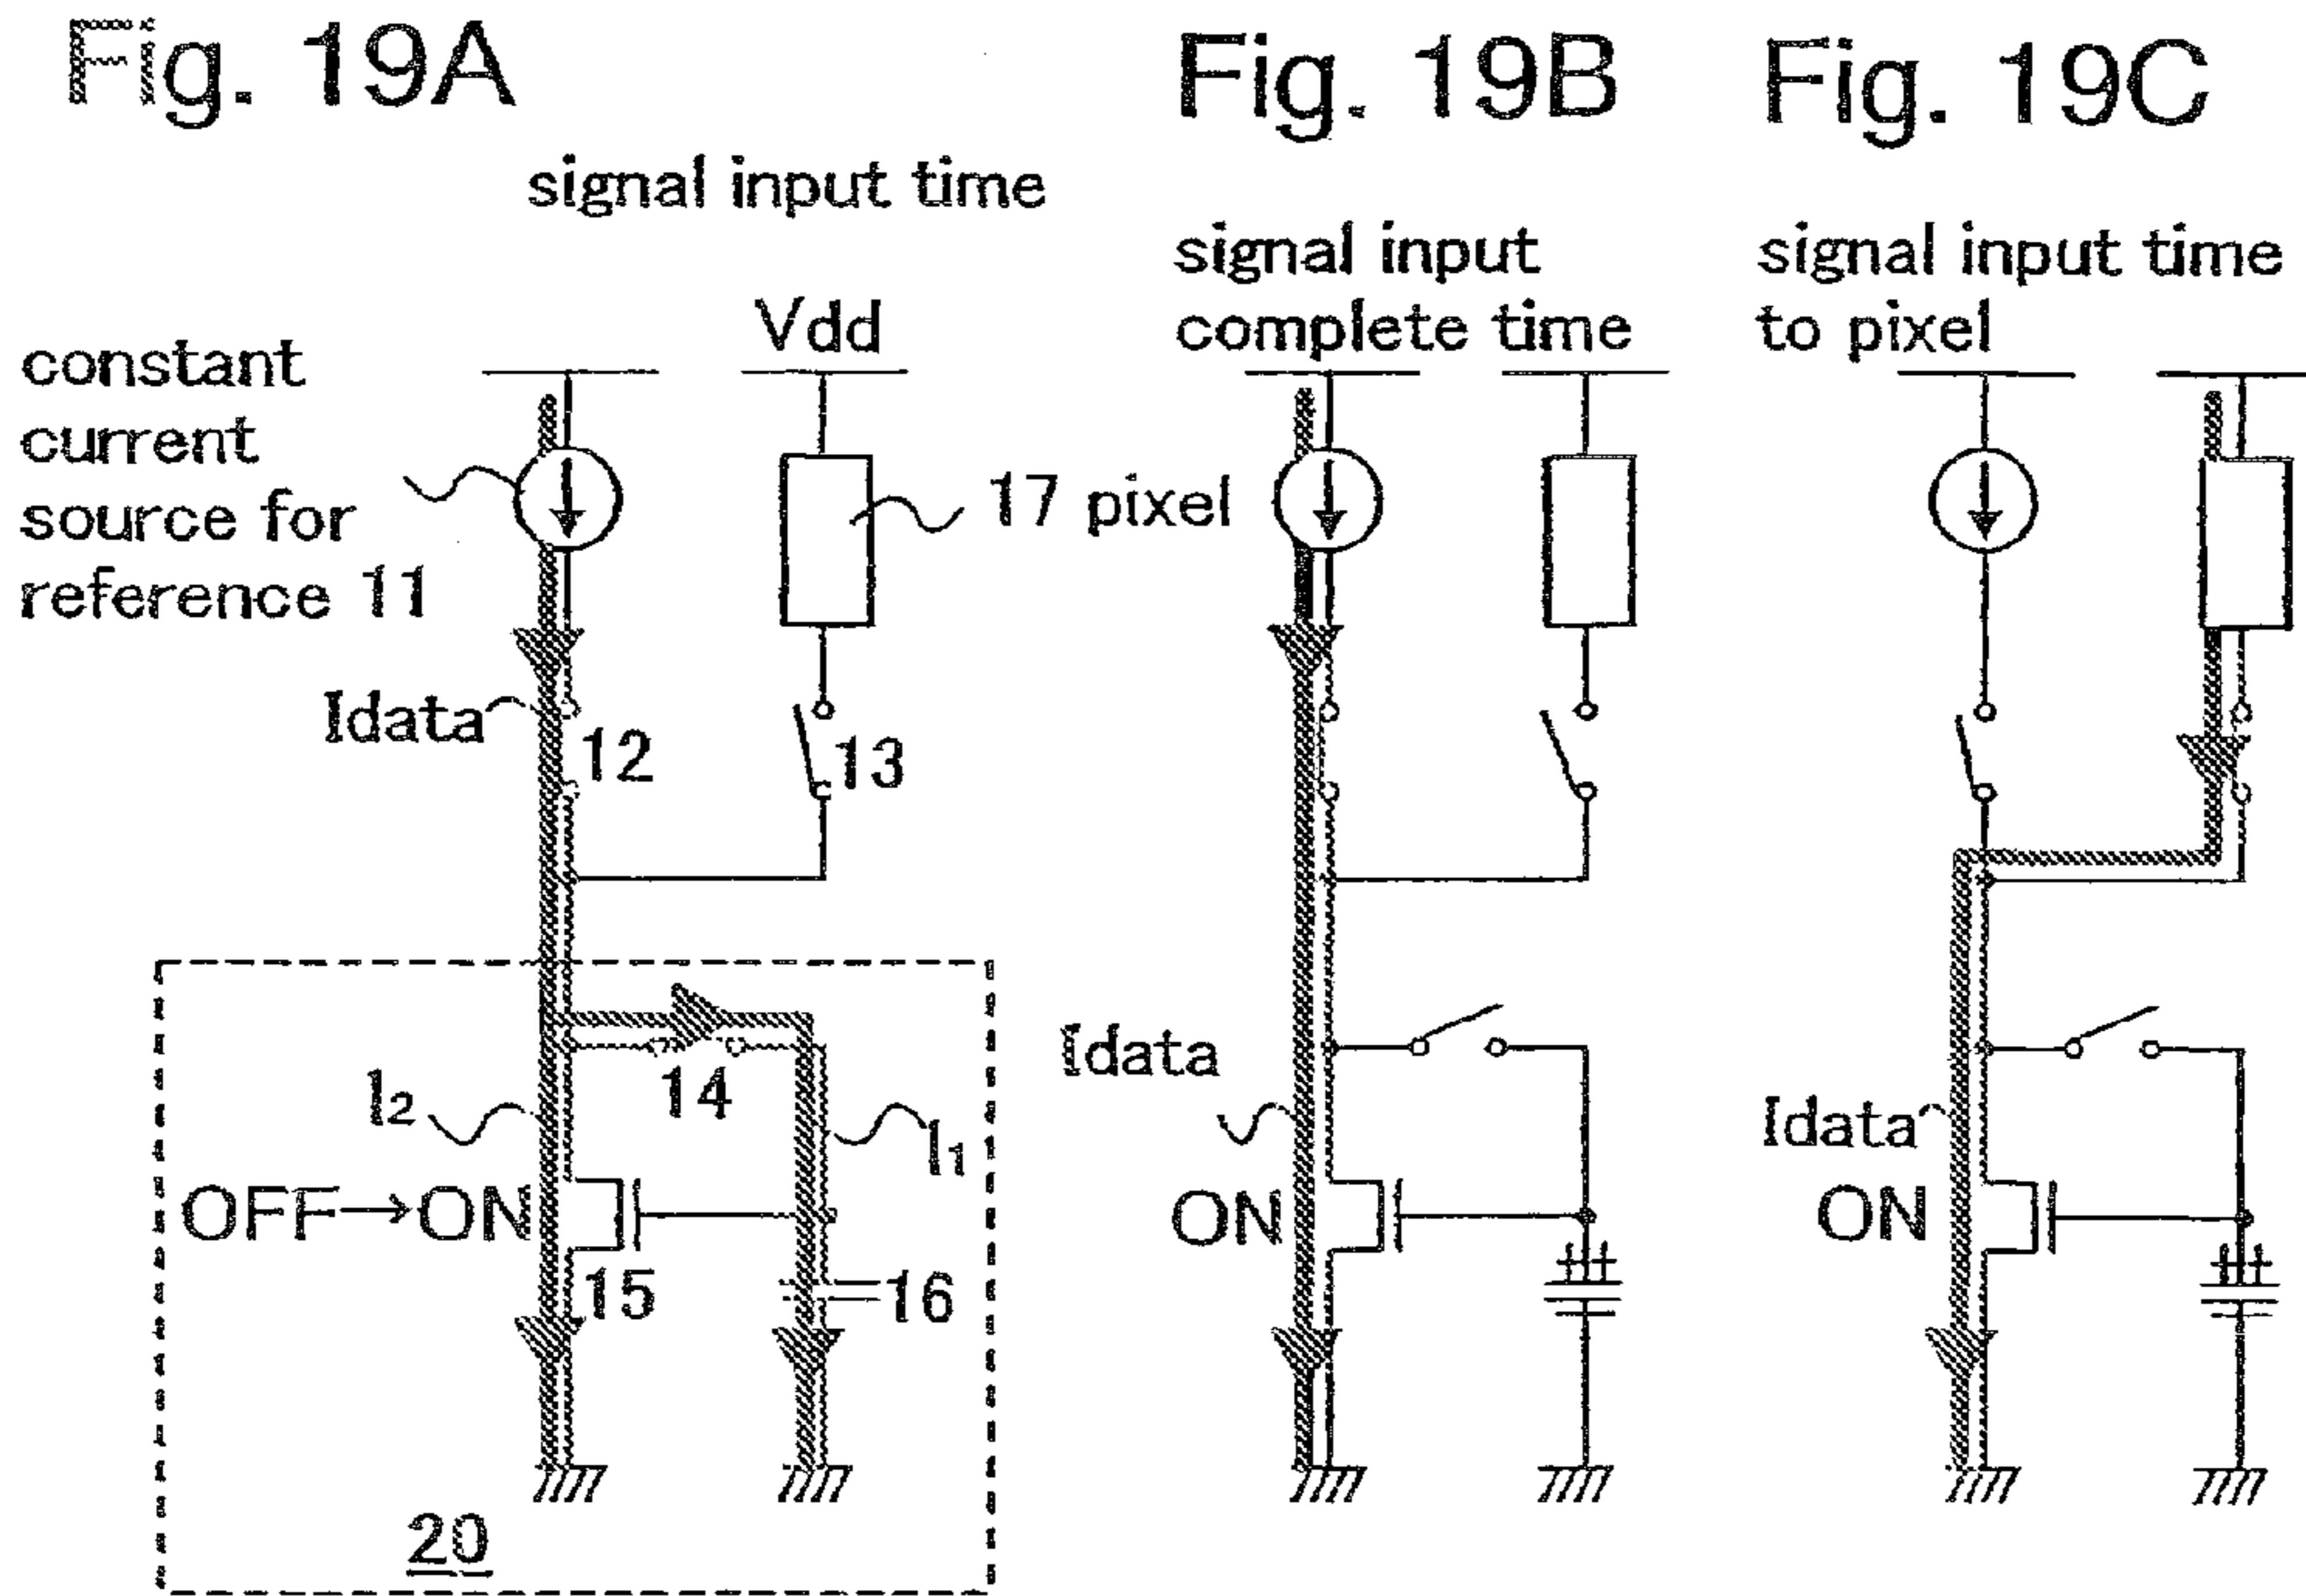 Fig. 19A
signal input time
constant
current
source for
reference 11
Vdd
17 pixel
Idata
12
13
14
I2
I1
OFF→ON
15
16
20
Fig. 19B
signal input
complete time
Idata
ON
Fig. 19C
signal input time
to pixel
Idata
ON